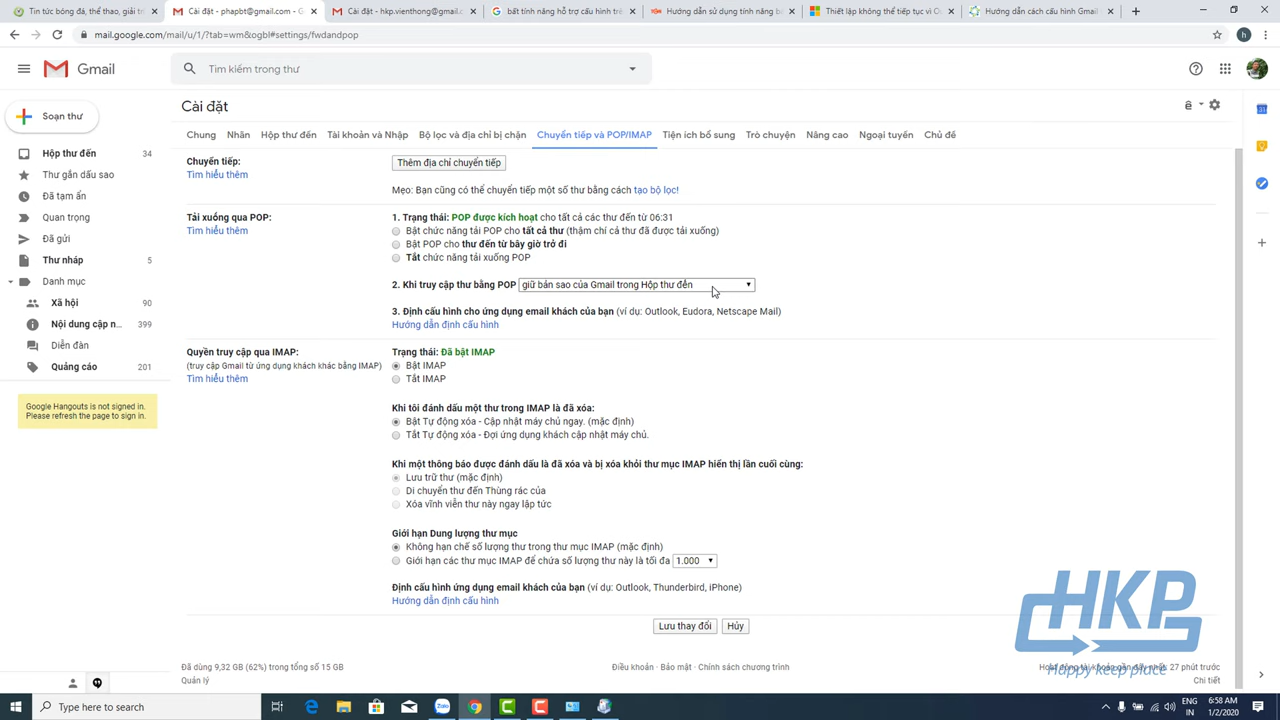 Tin tức bóng đá, thể thao, giải t
Cài đặt - phapbt@gmail.com - G
Cài đặt - hkp.vienthong@gmail.c
bất tính năng hỗ trợ cấu hình trê
Hướng dẫn sử dụng tính năng bả
Thiết lập không thể tiếp tục vì C
Hướng dẫn cách cấu hình Gmail
mail.google.com/mail/u/1/?tab=wm&ogbl#settings/fwdandpop
h
Gmail
Tìm kiếm trong thư
Soạn thư
Cài đặt
Chung Nhãn Hộp thư đến Tài khoản và Nhập Bộ lọc và địa chỉ bị chặn Chuyển tiếp và POP/IMAP Tiện ích bổ sung Trò chuyện Nâng cao Ngoại tuyến Chủ đề
Hộp thư đến 34
Thư gắn dấu sao
Đã tạm ẩn
Quan trọng
Đã gửi
Thư nháp 5
Danh mục
Xã hội 90
Nội dung cập n... 399
Diễn đàn
Quảng cáo 201
Google Hangouts is not signed in.
Please refresh the page to sign in.
Chuyển tiếp:
Tìm hiểu thêm
Thêm địa chỉ chuyển tiếp
Mẹo: Bạn cũng có thể chuyển tiếp một số thư bằng cách tạo bộ lọc!
Tải xuống qua POP:
Tìm hiểu thêm
1. Trạng thái: POP được kích hoạt cho tất cả các thư đến từ 06:31
Bật chức năng tải POP cho tất cả thư (thậm chí cả thư đã được tải xuống)
Bật POP cho thư đến từ bây giờ trở đi
Tắt chức năng tải xuống POP
2. Khi truy cập thư bằng POP giữ bản sao của Gmail trong Hộp thư đến
3. Định cấu hình cho ứng dụng email khách của bạn (ví dụ: Outlook, Eudora, Netscape Mail)
Hướng dẫn định cấu hình
Quyền truy cập qua IMAP:
(truy cập Gmail từ ứng dụng khách khác bằng IMAP)
Tìm hiểu thêm
Trạng thái: Đã bật IMAP
Bật IMAP
Tắt IMAP
Khi tôi đánh dấu một thư trong IMAP là đã xóa:
Bật Tự động xóa - Cập nhật máy chủ ngay. (mặc định)
Tắt Tự động xóa - Đợi ứng dụng khách cập nhật máy chủ.
Khi một thông báo được đánh dấu là đã xóa và bị xóa khỏi thư mục IMAP hiển thị lần cuối cùng:
Lưu trữ thư (mặc định)
Di chuyển thư đến Thùng rác của
Xóa vĩnh viễn thư này ngay lập tức
Giới hạn Dung lượng thư mục
Không hạn chế số lượng thư trong thư mục IMAP (mặc định)
Giới hạn các thư mục IMAP để chứa số lượng thư này là tối đa 1.000
Định cấu hình ứng dụng email khách của bạn (ví dụ: Outlook, Thunderbird, iPhone)
Hướng dẫn định cấu hình
Lưu thay đổi Hủy
Đã dùng 9,32 GB (62%) trong tổng số 15 GB
Quản lý
Điều khoản · Bảo mật · Chính sách chương trình
Hoạt động tài khoản gần đây nhất: 27 phút trước
Chi tiết
HKP
Happy keep place
Type here to search
Zalo
ENG
IN
6:58 AM
1/2/2020